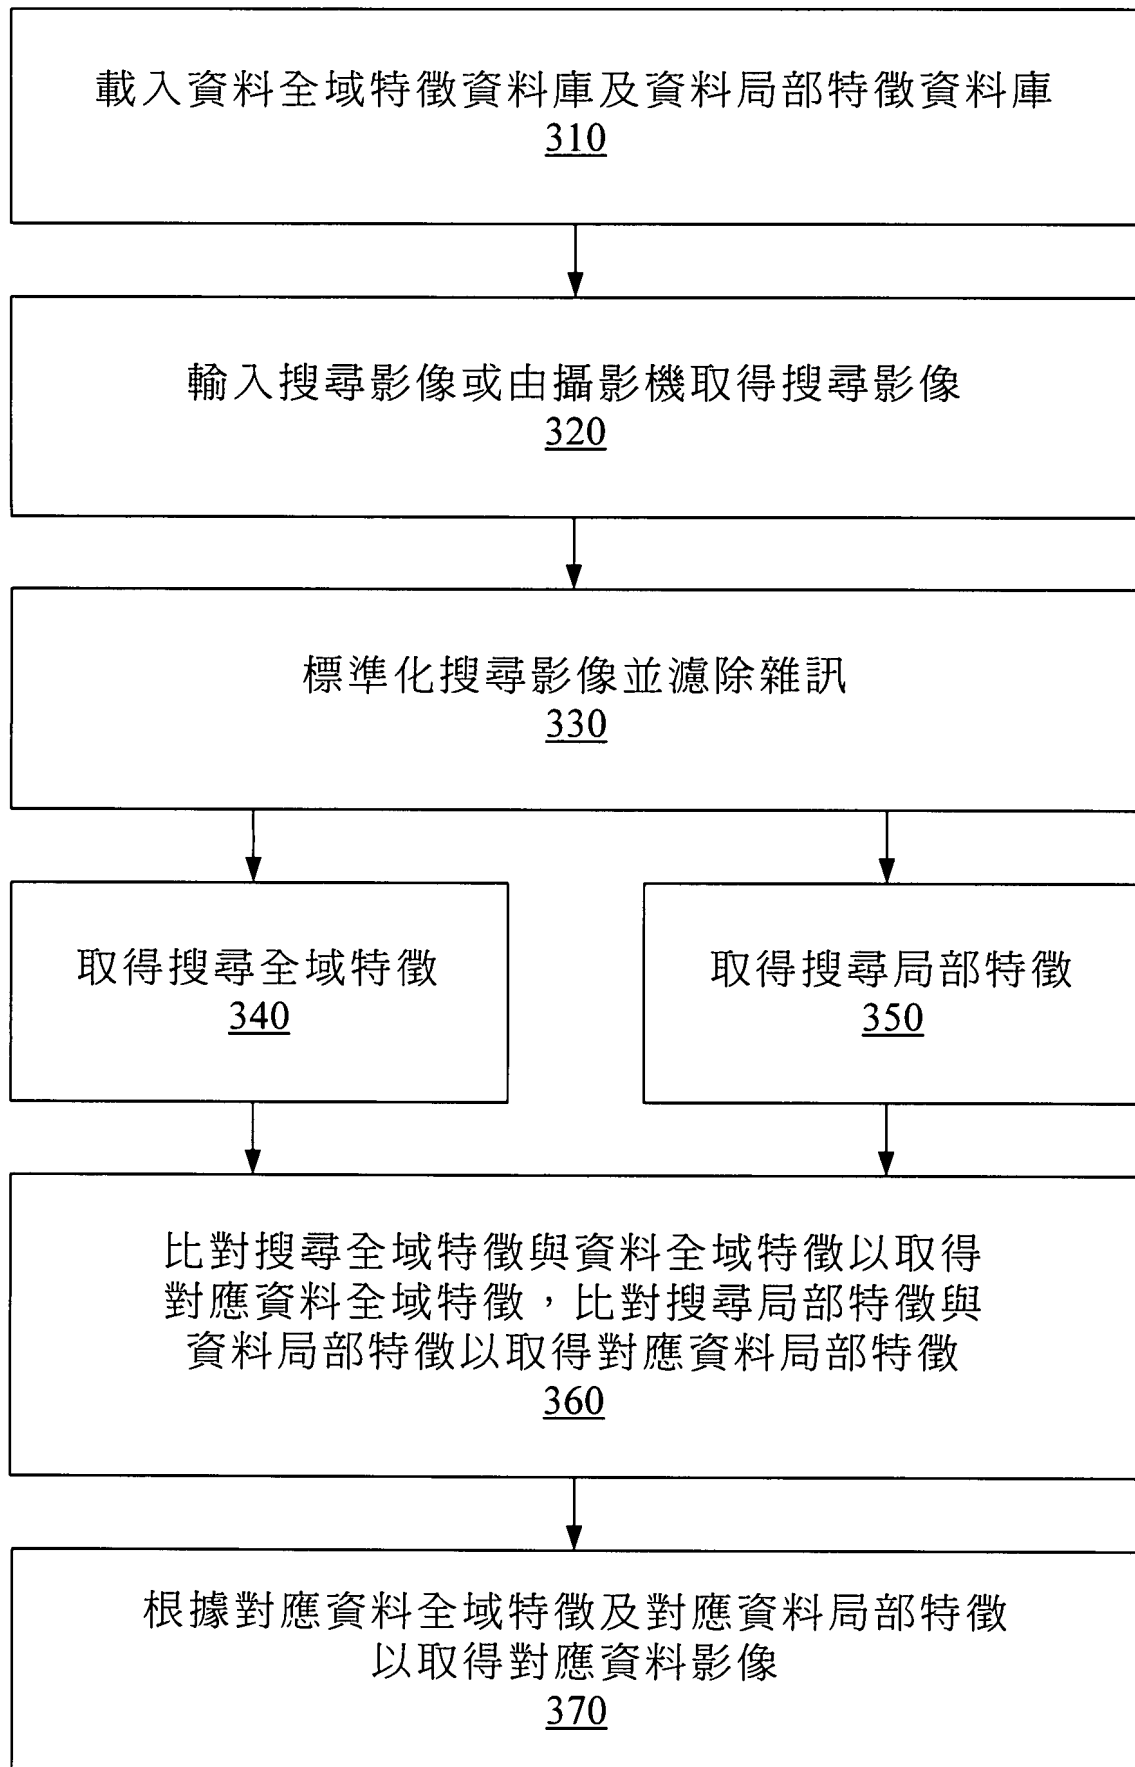 載入資料全域特徵資料庫及資料局部特徵資料庫
310
輸入搜尋影像或由攝影機取得搜尋影像
320
標準化搜尋影像並濾除雜訊
330
取得搜尋全域特徵
340
取得搜尋局部特徵
350
比對搜尋全域特徵與資料全域特徵以取得
對應資料全域特徵，比對搜尋局部特徵與
資料局部特徵以取得對應資料局部特徵
360
根據對應資料全域特徵及對應資料局部特徵
以取得對應資料影像
370